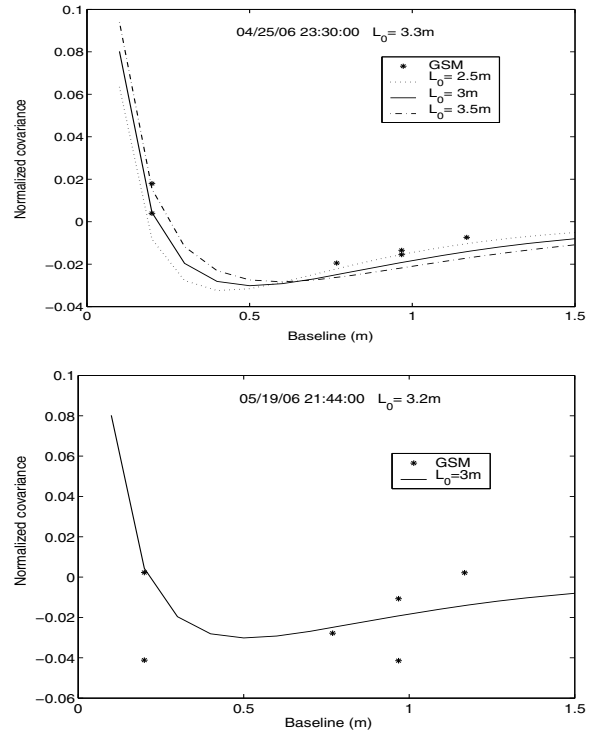 0.1
04/25/06 23:30:00 L0= 3.3m
0.08
GSM
L0= 2.5m
L0= 3m
L0= 3.5m
0.06
0.04
0.02
0
−0.02
−0.04
Normalized covariance
0
0.5
1
1.5
Baseline (m)
0.1
05/19/06 21:44:00 L0= 3.2m
0.08
0.06
GSM
L0=3m
0.04
0.02
0
−0.02
−0.04
−0.06
Normalized covariance
0
0.5
1
1.5
Baseline (m)